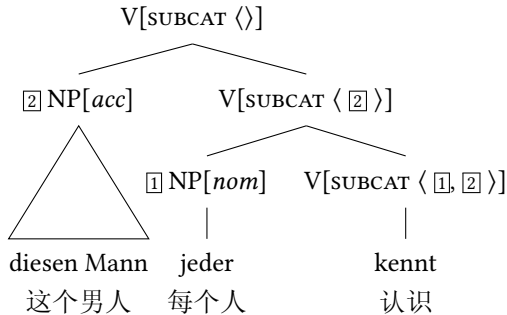 V[SUBCAT ⟨⟩]
[2] NP[acc] V[SUBCAT ⟨ [2] ⟩]
[1] NP[nom] V[SUBCAT ⟨ [1], [2] ⟩]
diesen Mann jeder kennt
这个男人 每个人 认识